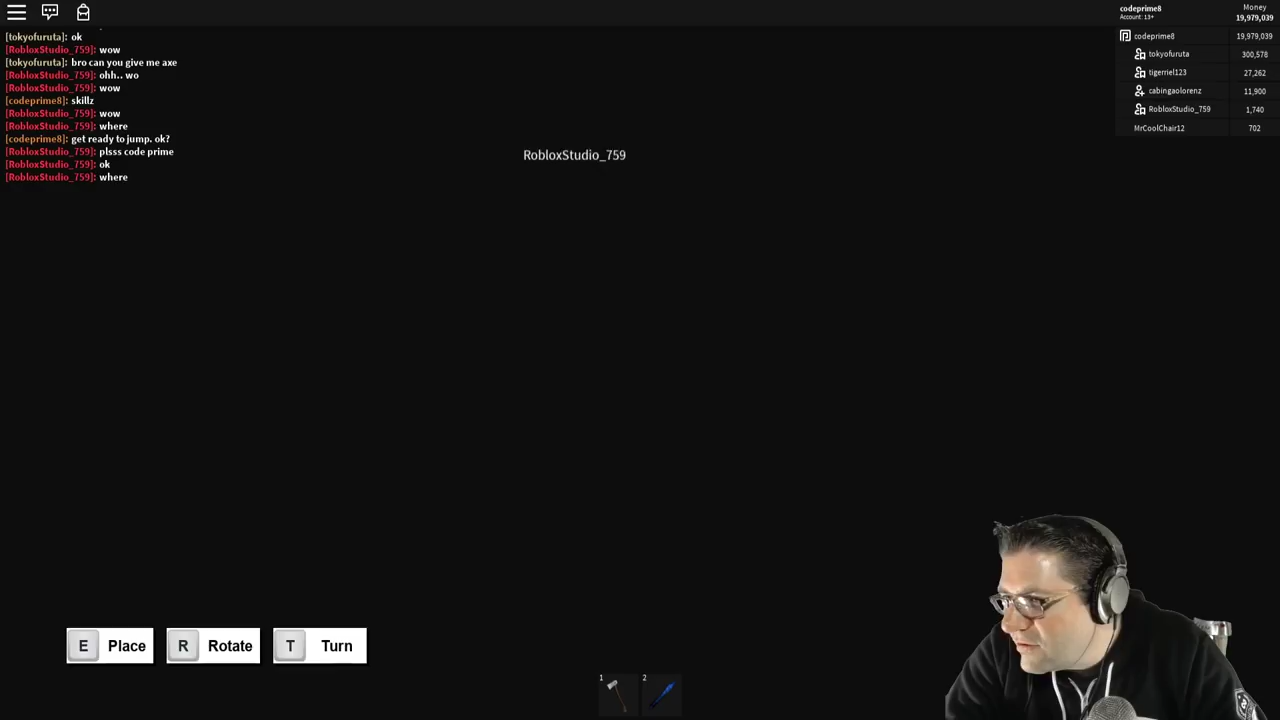 codeprime8
Account: 13+
Money
19,979,039
[tokyofuruta]: ok
[RobloxStudio_759]: wow
[tokyofuruta]: bro can you give me axe
[RobloxStudio_759]: ohh.. wo
[RobloxStudio_759]: wow
[codeprime8]: skillz
[RobloxStudio_759]: wow
[RobloxStudio_759]: where
[codeprime8]: get ready to jump. ok?
[RobloxStudio_759]: plsss code prime
[RobloxStudio_759]: ok
[RobloxStudio_759]: where
codeprime8 19,979,039
tokyofuruta 300,578
tigerriel123 27,262
cabingaolorenz 11,900
RobloxStudio_759 1,740
MrCoolChair12 702
RobloxStudio_759
E Place R Rotate T Turn
1 2